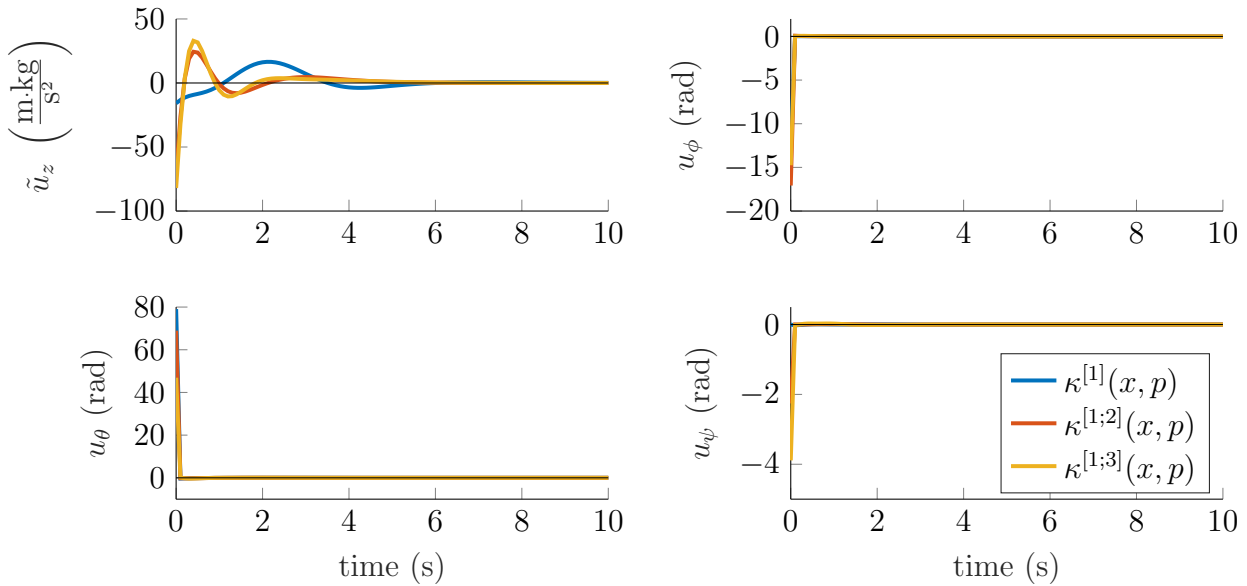 50
0
−50
−100
0 2 4 6 8 10
ũ_z (m·kg/s²)
0
−5
−10
−15
−20
0 2 4 6 8 10
u_ϕ (rad)
80
60
40
20
0
0 2 4 6 8 10
u_θ (rad)
time (s)
0
−2
−4
0 2 4 6 8 10
u_ψ (rad)
time (s)
κ^{[1]}(x, p)
κ^{[1;2]}(x, p)
κ^{[1;3]}(x, p)